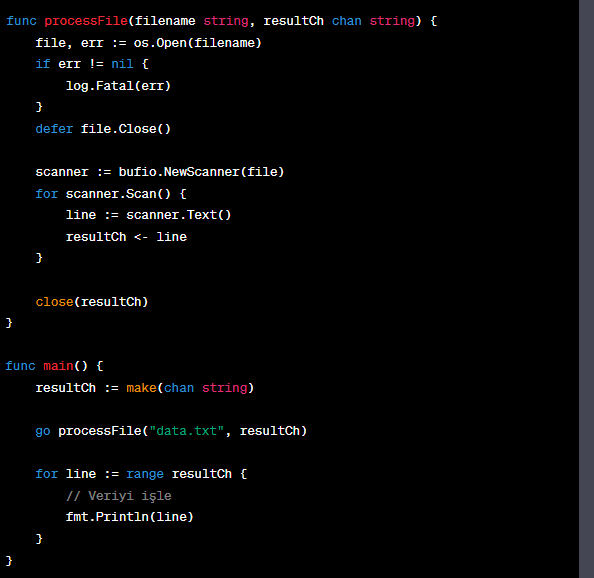 func processFile(filename string, resultCh chan string) {
    file, err := os.Open(filename)
    if err != nil {
        log.Fatal(err)
    }
    defer file.Close()

    scanner := bufio.NewScanner(file)
    for scanner.Scan() {
        line := scanner.Text()
        resultCh <- line
    }

    close(resultCh)
}

func main() {
    resultCh := make(chan string)

    go processFile("data.txt", resultCh)

    for line := range resultCh {
        // Veriyi işle
        fmt.Println(line)
    }
}